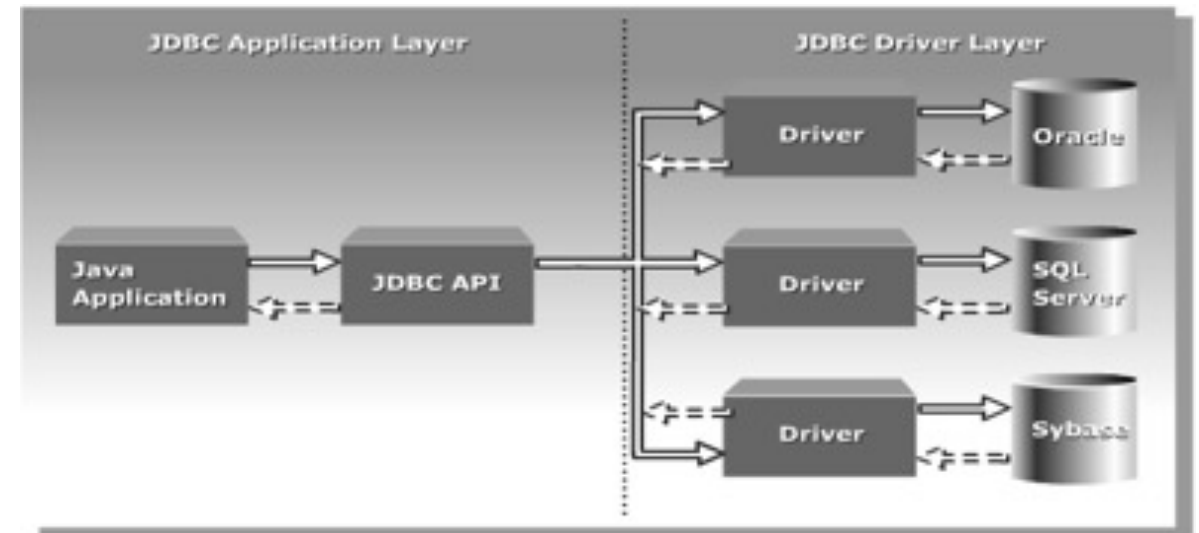 JDBC Application Layer
JDBC Driver Layer
Driver
Oracle
Java
Application
JDBC API
Driver
SQL
Server
Driver
Sybase